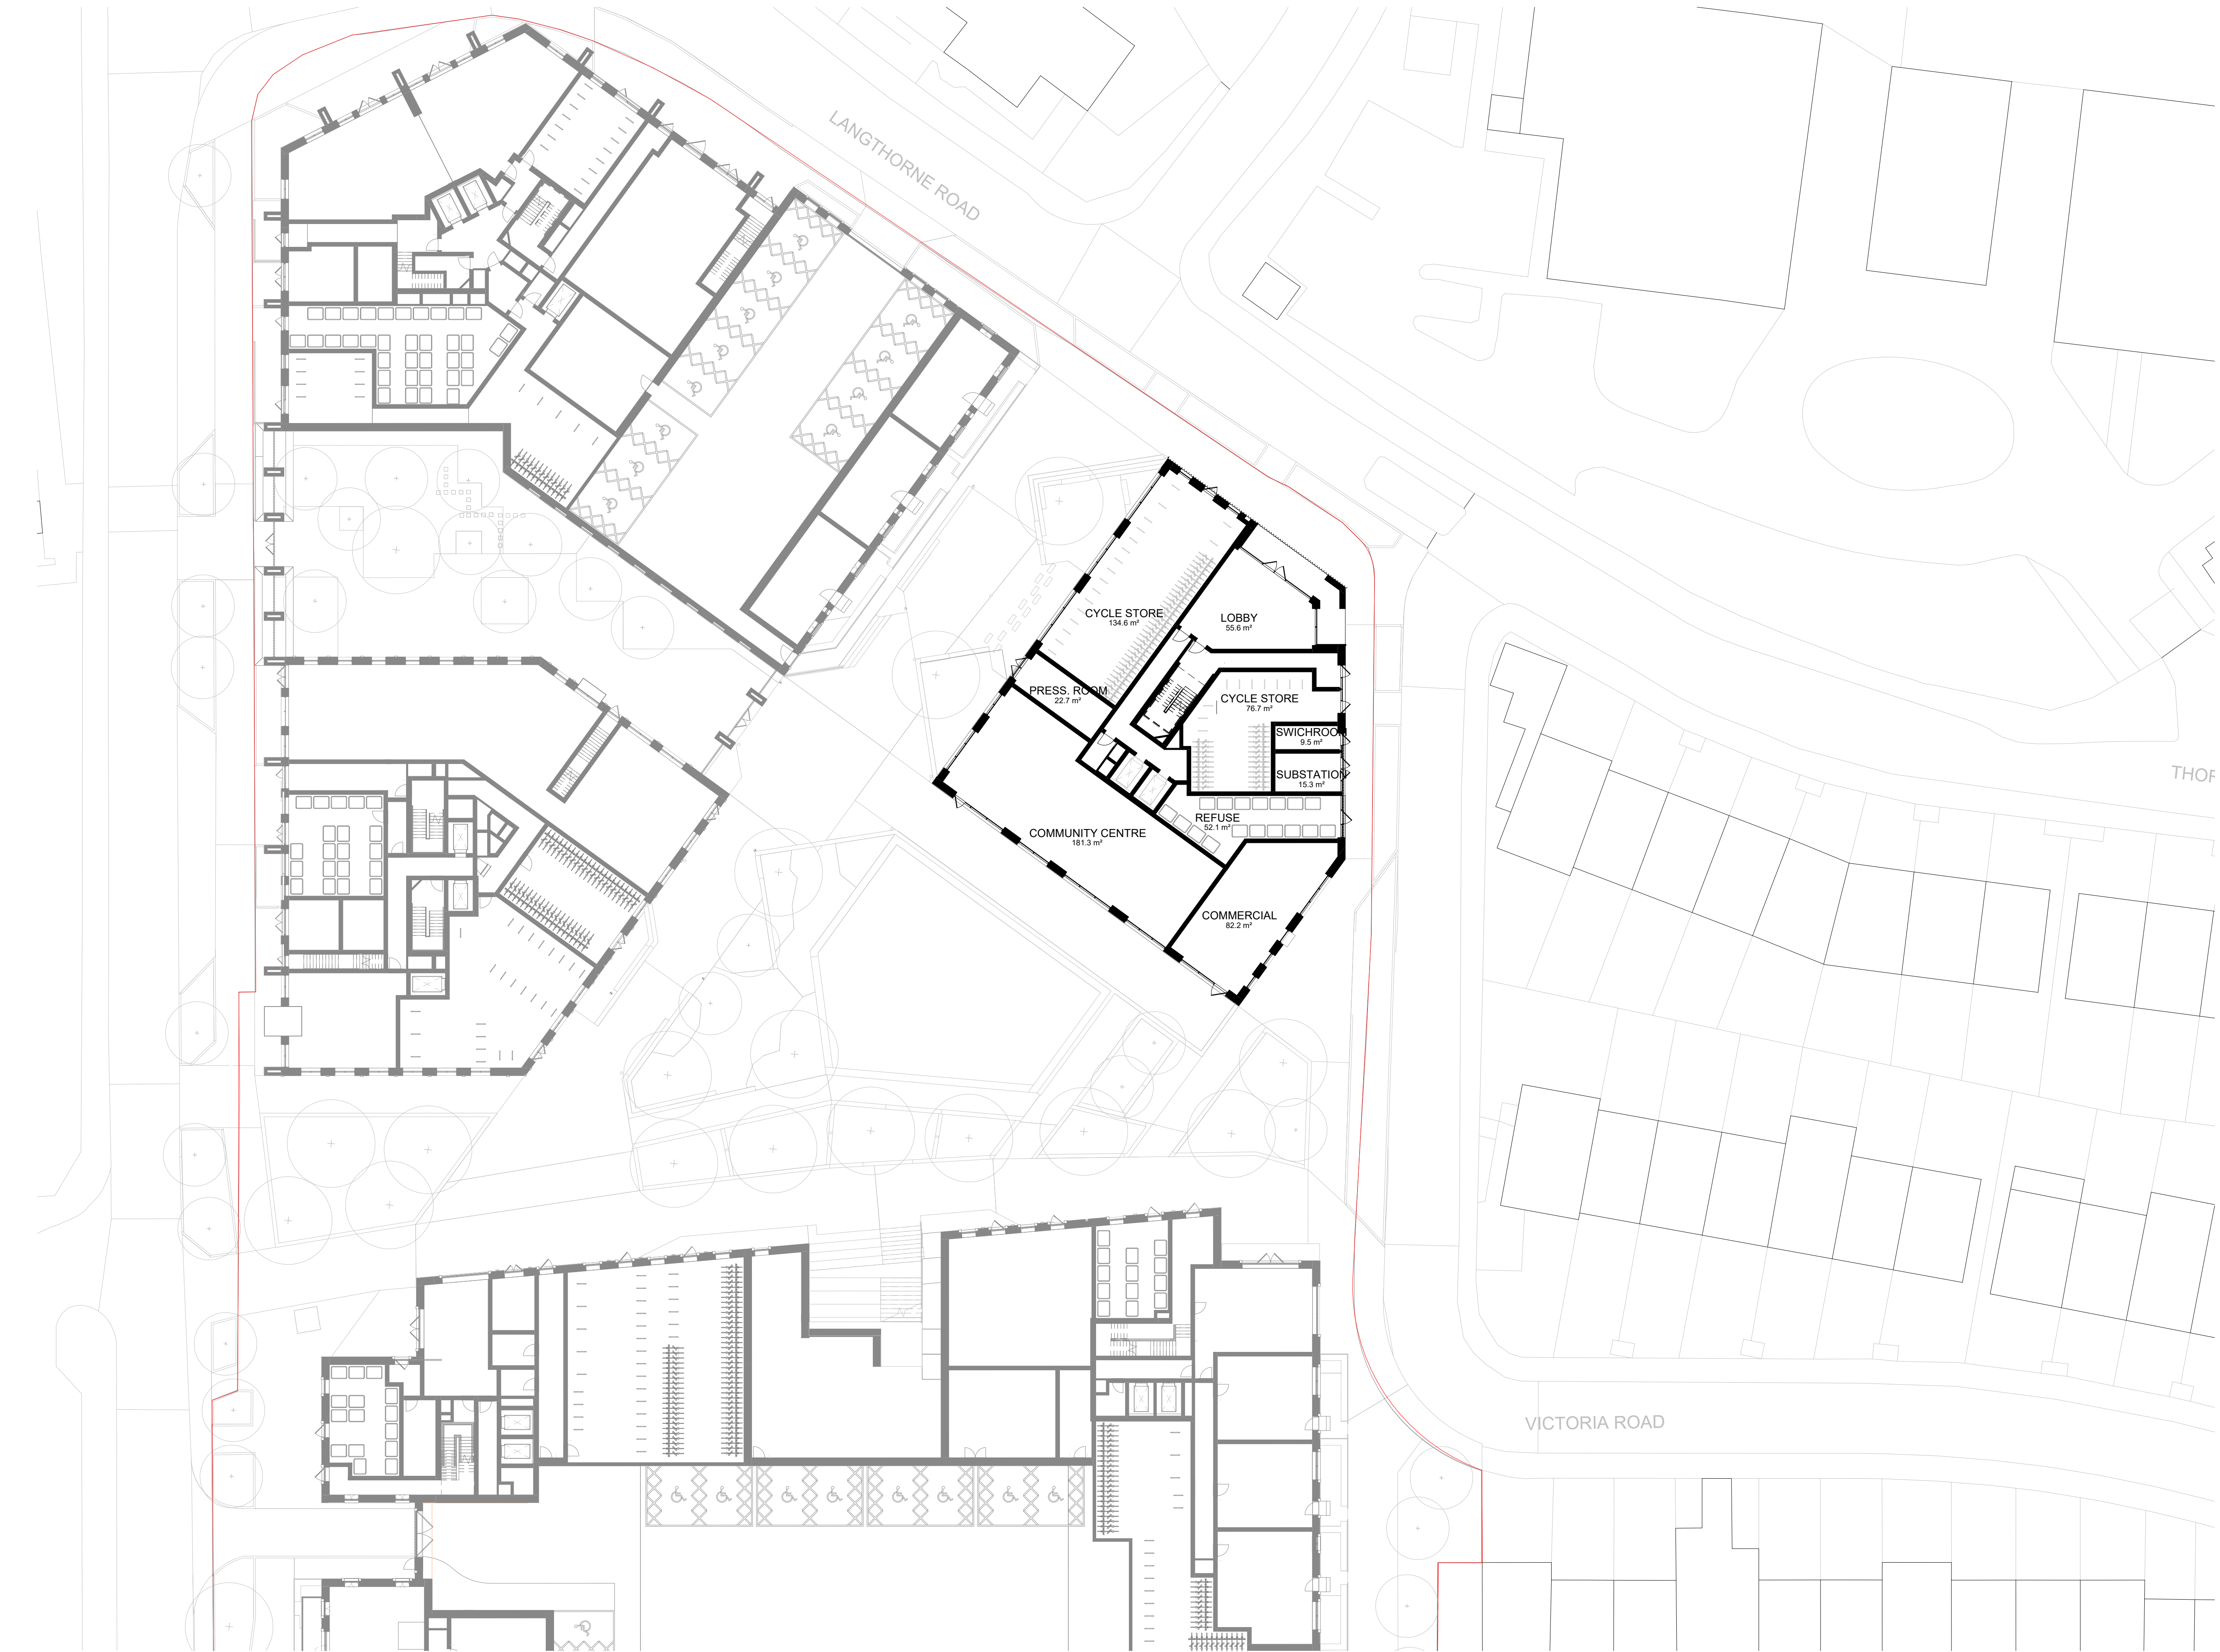 LANGTHORNE ROAD
CYCLE STORE
134.6 m²
LOBBY
55.6 m²
PRESS. ROOM
22.7 m²
CYCLE STORE
76.7 m²
SWICHROOM
9.5 m²
SUBSTATION
15.3 m²
THOR
REFUSE
52.1 m²
COMMUNITY CENTRE
181.3 m²
COMMERCIAL
82.2 m²
VICTORIA ROAD